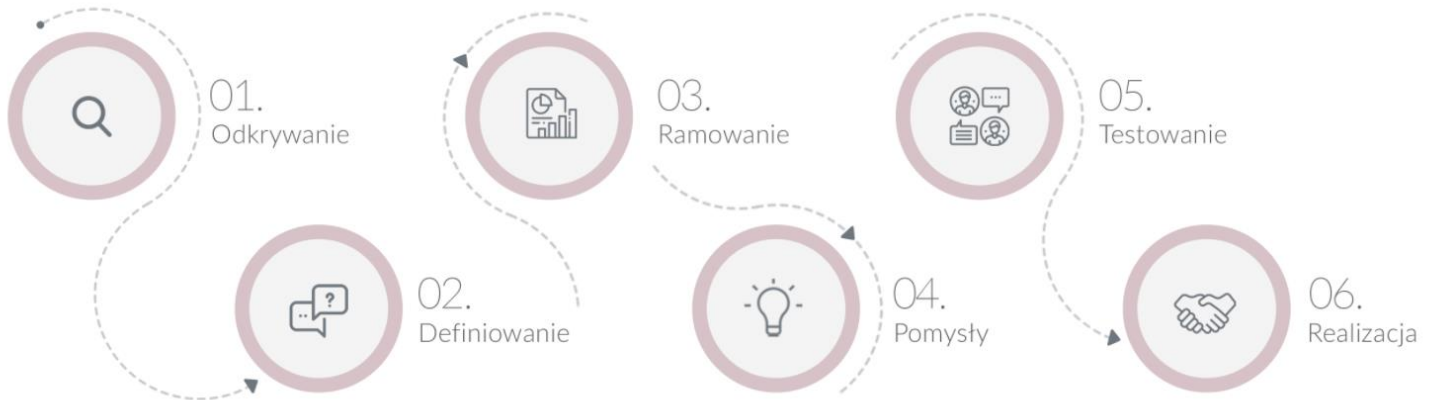 01.
Odkrywanie
02.
Definiowanie
03.
Ramowanie
04.
Pomysły
05.
Testowanie
06.
Realizacja
?